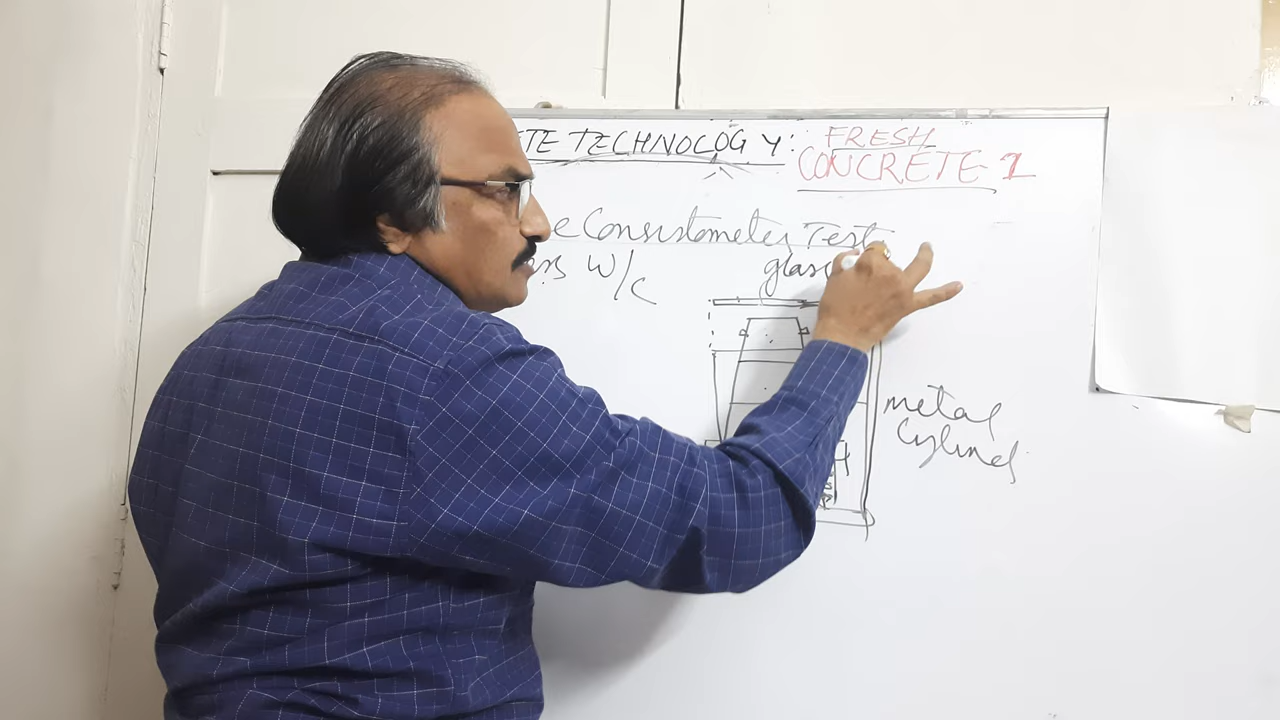 TE TECHNOLOGY: FRESH
CONCRETE 1
e Consistometer Test
W/C glass
metal
Cylinder